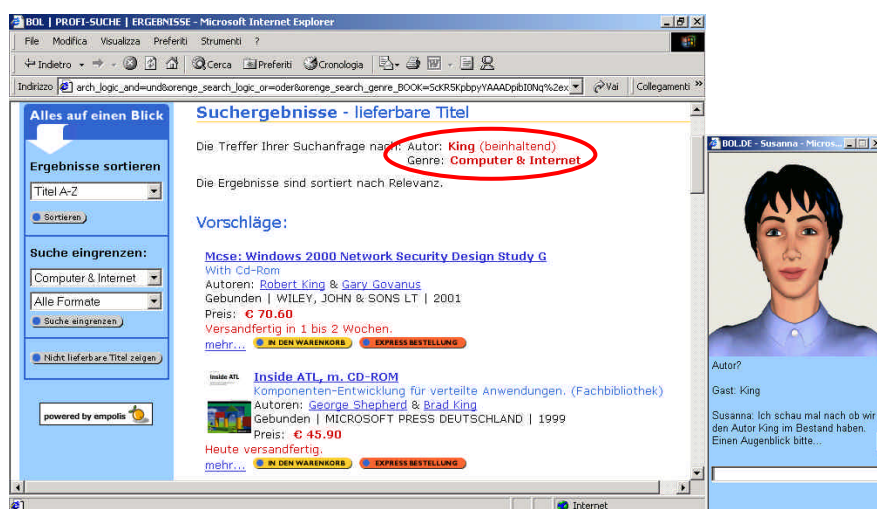 BOL | PROFI-SUCHE | ERGEBNISSE - Microsoft Internet Explorer
File Modifica Visualizza Preferiti Strumenti ?
Indietro Cerca Preferiti Cronologia
Indirizzo arch_logic_and=und&orenge_search_logic_or=oder&orenge_search_genre_BOOK=ScKR5KpbpyYAAADpibI0Nq%2ex Vai Collegamenti »
Alles auf einen Blick
Ergebnisse sortieren
Titel A-Z
Sortieren
Suche eingrenzen:
Computer & Internet
Alle Formate
Suche eingrenzen
Nicht lieferbare Titel zeigen
powered by empolis
Suchergebnisse - lieferbare Titel
Die Treffer Ihrer Suchanfrage nach: Autor: King (beinhaltend)
Genre: Computer & Internet
Die Ergebnisse sind sortiert nach Relevanz.
Vorschläge:
Mcse: Windows 2000 Network Security Design Study G
With Cd-Rom
Autoren: Robert King & Gary Govanus
Gebunden | WILEY, JOHN & SONS LT | 2001
Preis: € 70.60
Versandfertig in 1 bis 2 Wochen.
mehr... IN DEN WARENKORB EXPRESS BESTELLUNG
Inside ATL
Inside ATL, m. CD-ROM
Komponenten-Entwicklung für verteilte Anwendungen. (Fachbibliothek)
Autoren: George Shepherd & Brad King
Gebunden | MICROSOFT PRESS DEUTSCHLAND | 1999
Preis: € 45.90
Heute versandfertig.
mehr... IN DEN WARENKORB EXPRESS BESTELLUNG
Internet
BOL.DE - Susanna - Micros...
Autor?
Gast: King
Susanna: Ich schau mal nach ob wir
den Autor King im Bestand haben.
Einen Augenblick bitte...